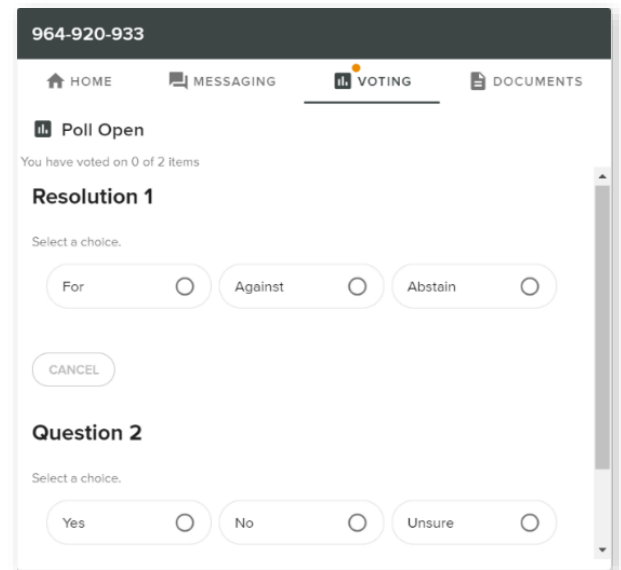 964-920-933
HOME MESSAGING VOTING DOCUMENTS
Poll Open
You have voted on 0 of 2 items
Resolution 1
Select a choice.
For Against Abstain
CANCEL
Question 2
Select a choice.
Yes No Unsure